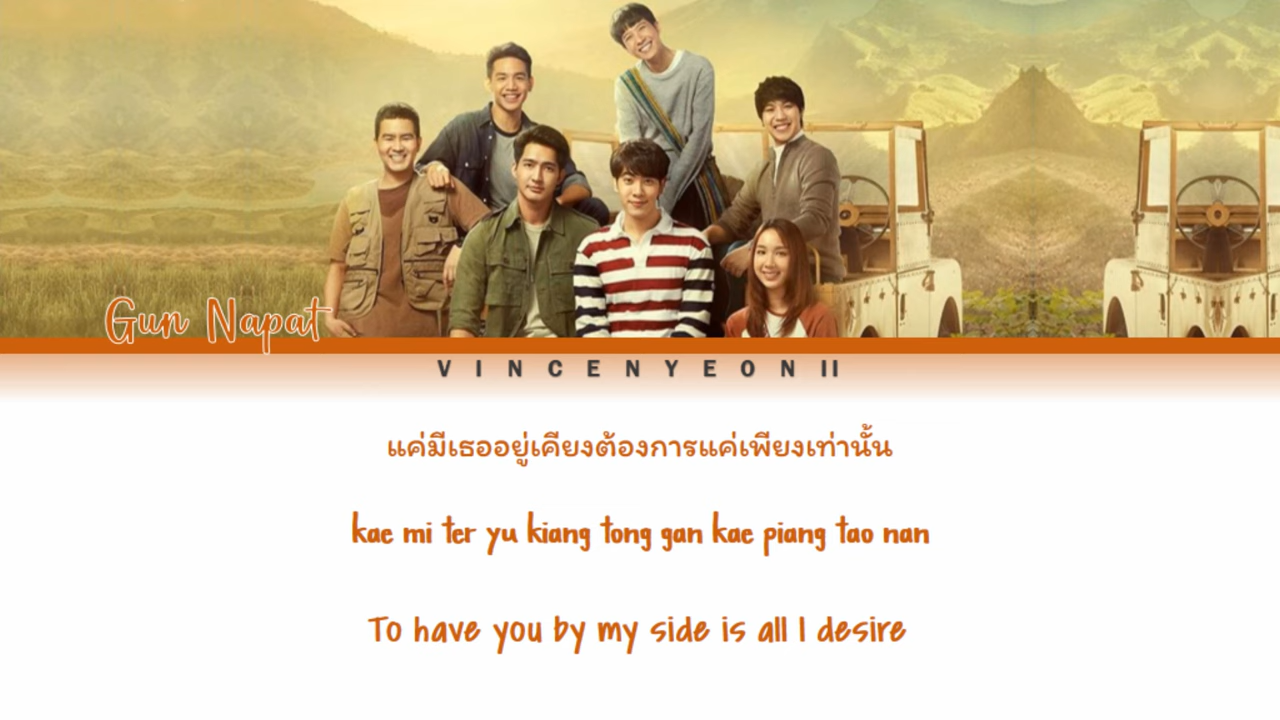 Gun Napat
VINCENYEON II
แค่มีเธออยู่เคียงต้องการแค่เพียงเท่านั้น
kae mi ter yu kiang tong gan kae piang tao nan
To have you by my side is all I desire